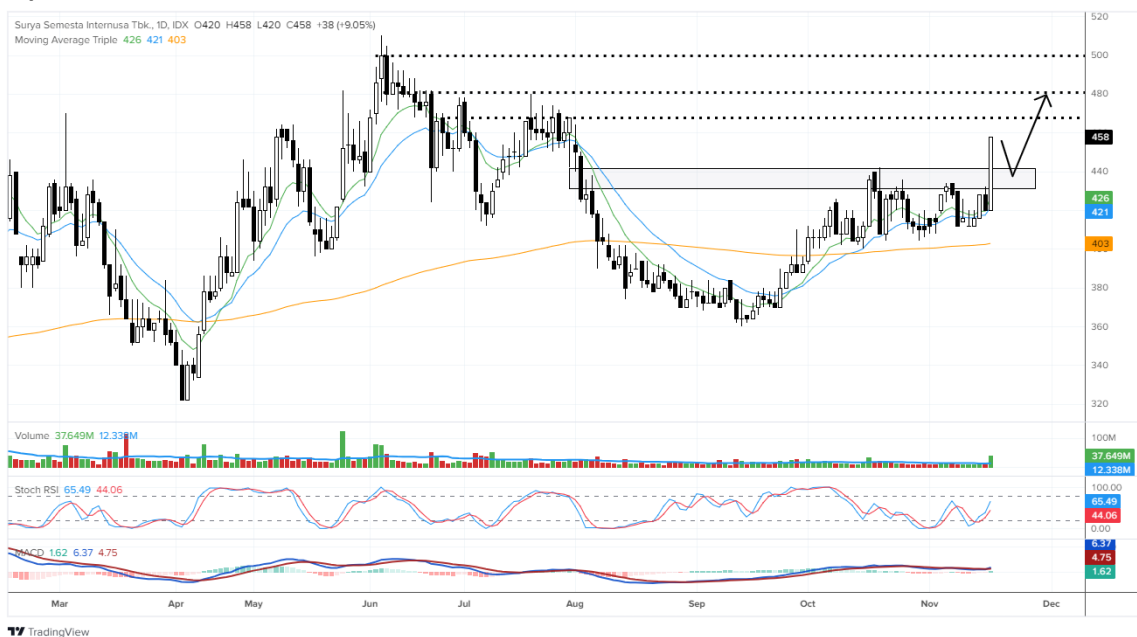 Surya Semesta Internusa Tbk., 1D, IDX O420 H458 L420 C458 +38 (+9.05%)
Moving Average Triple 426 421 403
520
500
480
458
440
426
421
403
380
360
340
320
Volume 37.649M 12.338M
100M
37.649M
12.338M
Stoch RSI 65.49 44.06
100.00
65.49
44.06
0.00
MACD 1.62 6.37 4.75
6.37
4.75
1.62
Mar Apr May Jun Jul Aug Sep Oct Nov Dec
TradingView